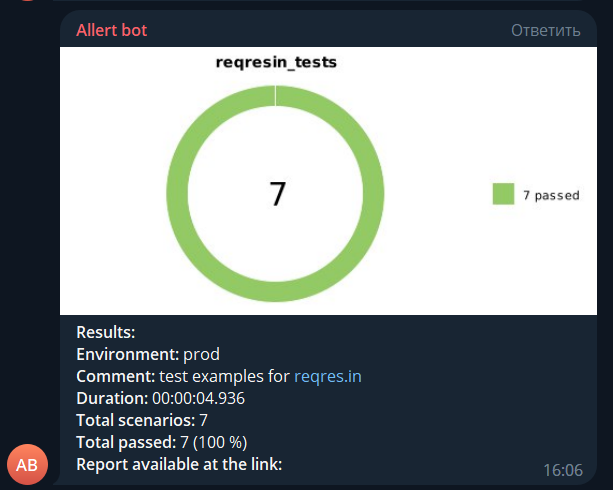 Allert bot Ответить
reqresin_tests
7
7 passed
Results:
Environment: prod
Comment: test examples for reqres.in
Duration: 00:00:04.936
Total scenarios: 7
Total passed: 7 (100 %)
Report available at the link:
AB
16:06